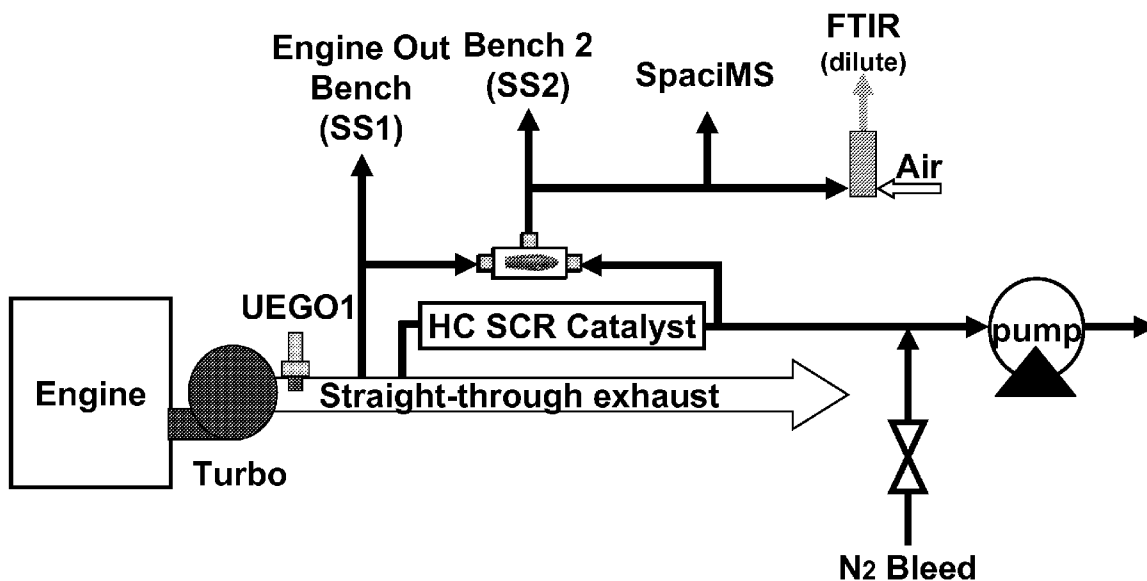 Engine Out
Bench
(SS1)
Bench 2
(SS2)
SpaciMS
FTIR
(dilute)
Air
UEGO1
HC SCR Catalyst
pump
Engine
Straight-through exhaust
Turbo
N2 Bleed